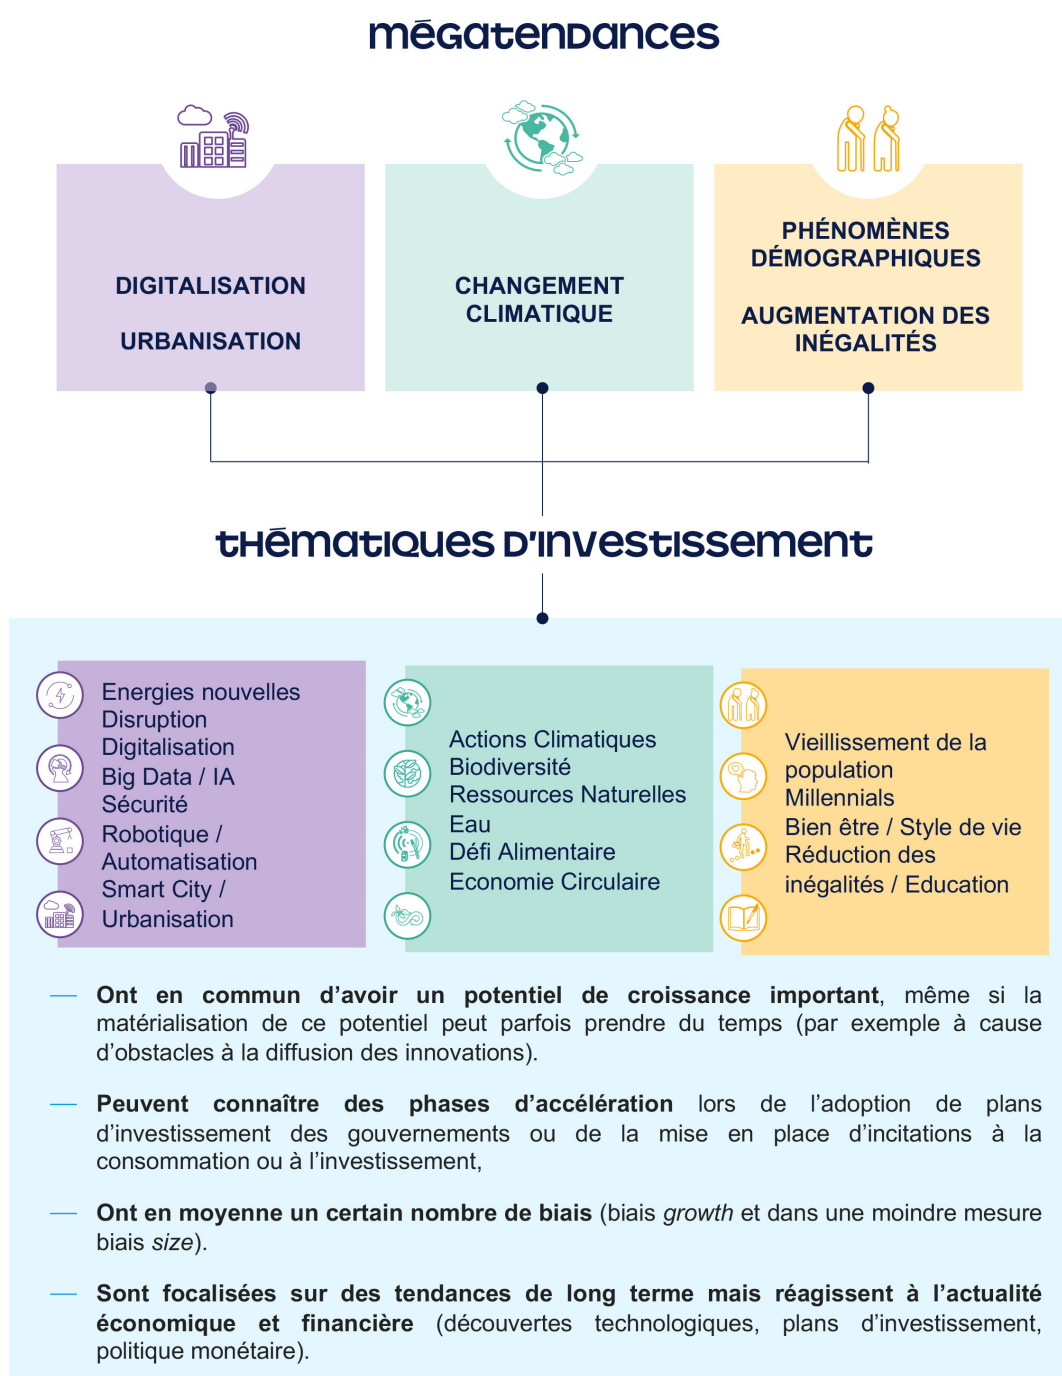 mégatendances
DIGITALISATION
URBANISATION
CHANGEMENT
CLIMATIQUE
PHÉNOMÈNES
DÉMOGRAPHIQUES
AUGMENTATION DES
INÉGALITÉS
thématiques d'investissement
Energies nouvelles
Disruption
Digitalisation
Big Data / IA
Sécurité
Robotique /
Automatisation
Smart City /
Urbanisation
Actions Climatiques
Biodiversité
Ressources Naturelles
Eau
Défi Alimentaire
Economie Circulaire
Vieillissement de la
population
Millennials
Bien être / Style de vie
Réduction des
inégalités / Education
— Ont en commun d’avoir un potentiel de croissance important, même si la
matérialisation de ce potentiel peut parfois prendre du temps (par exemple à cause
d’obstacles à la diffusion des innovations).
— Peuvent connaître des phases d’accélération lors de l’adoption de plans
d’investissement des gouvernements ou de la mise en place d’incitations à la
consommation ou à l’investissement,
— Ont en moyenne un certain nombre de biais (biais growth et dans une moindre mesure
biais size).
— Sont focalisées sur des tendances de long terme mais réagissent à l’actualité
économique et financière (découvertes technologiques, plans d’investissement,
politique monétaire).